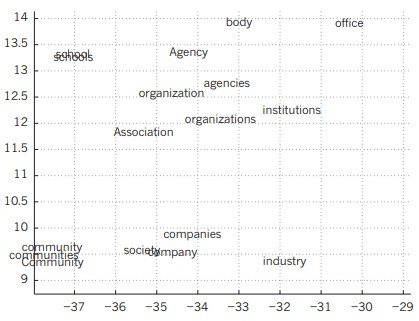 14
body
office
13.5
school
schools
Agency
13
agencies
12.5
organization
institutions
12
organizations
Association
11.5
11
10.5
10
companies
9.5
community
communities
Community
society
company
industry
9
−37 −36 −35 −34 −33 −32 −31 −30 −29